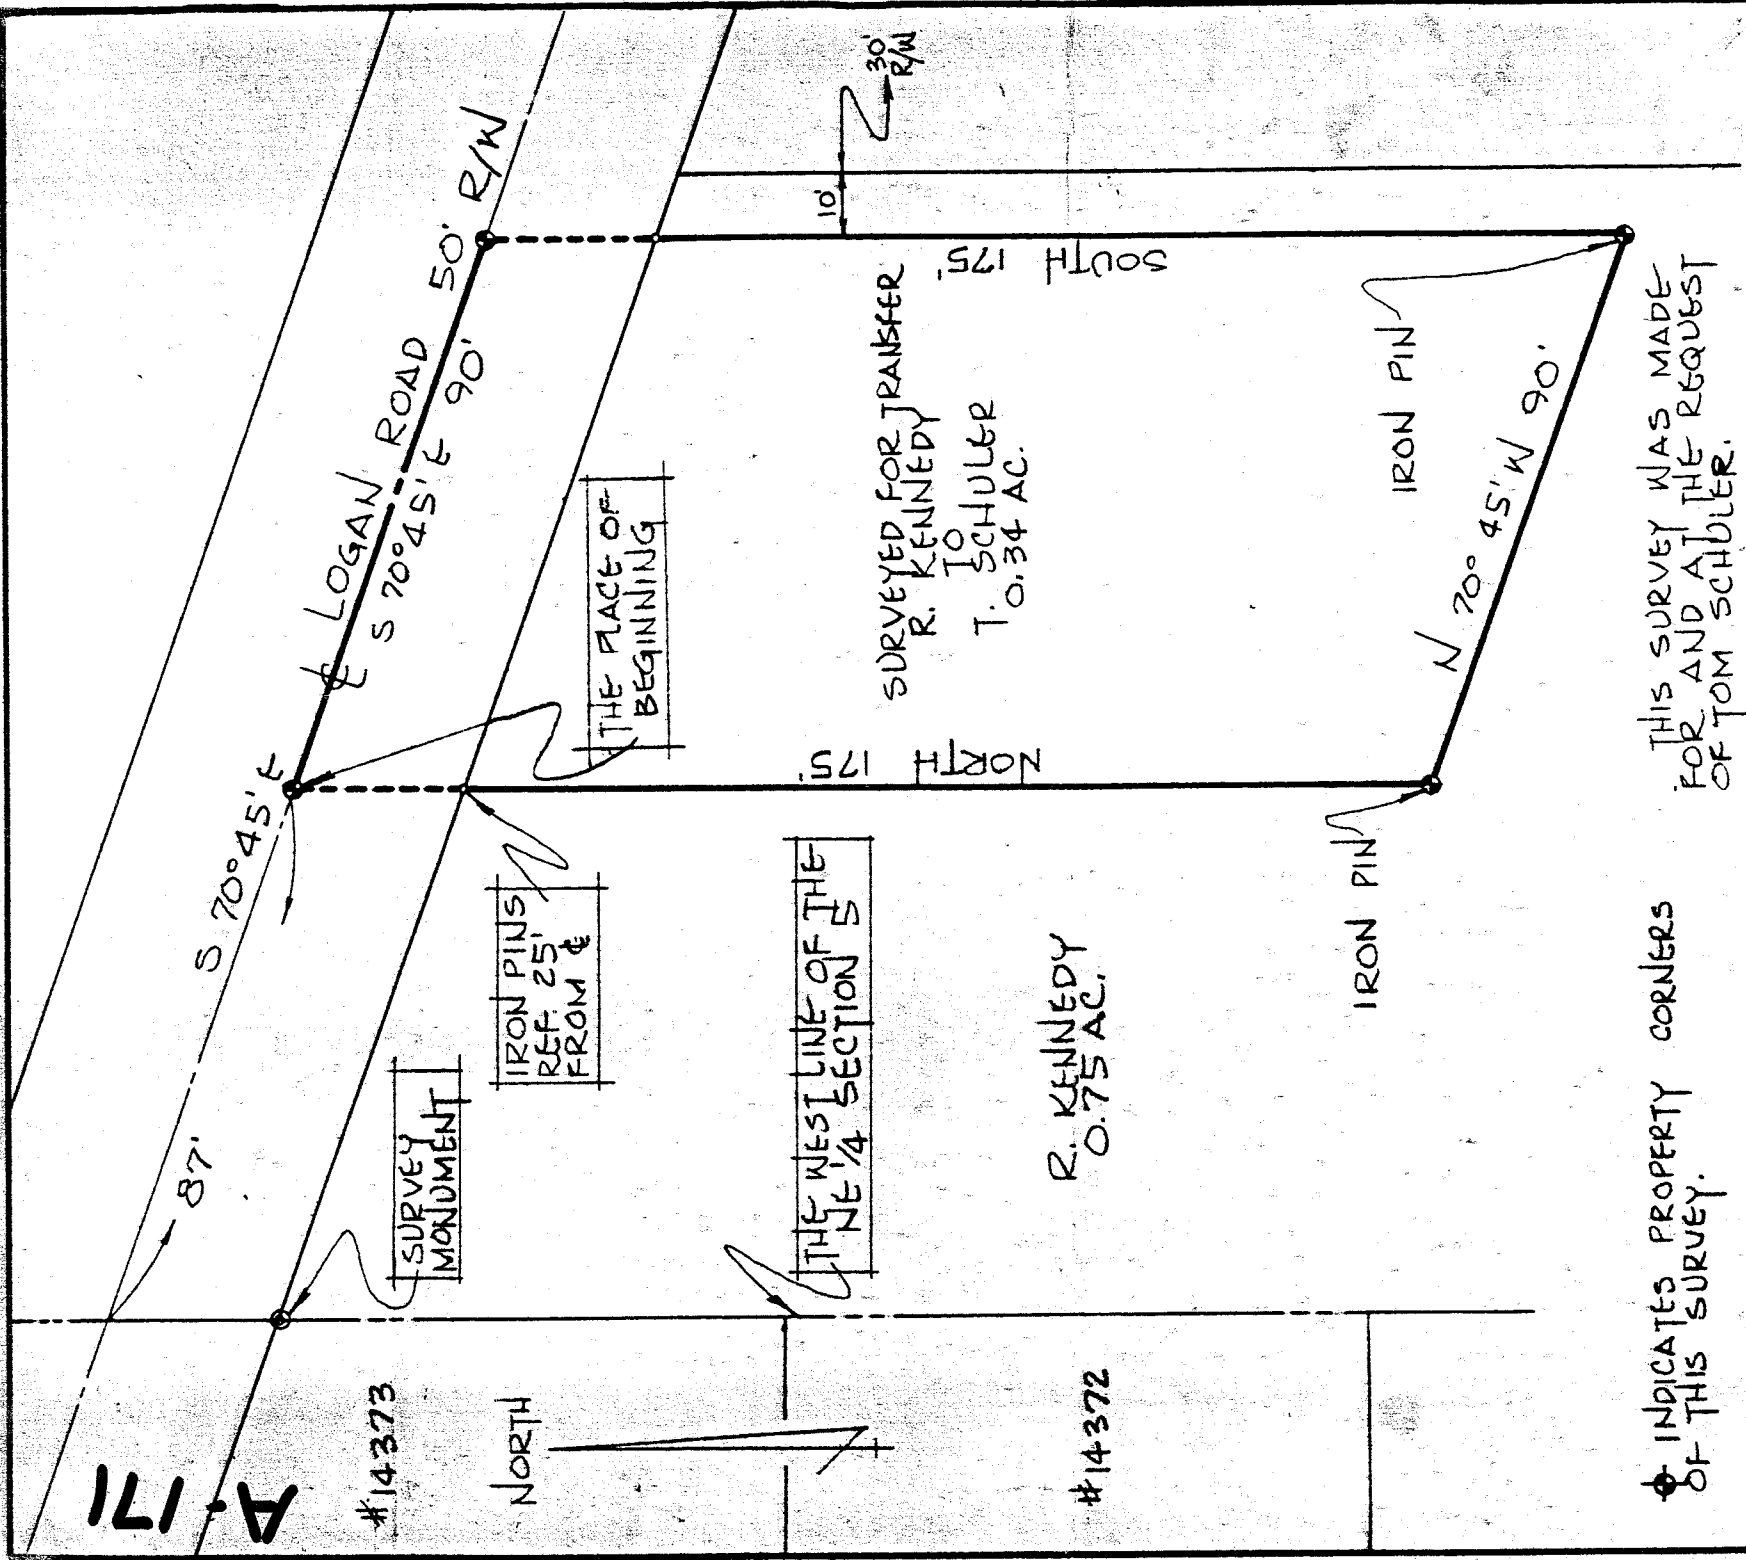 A-171
#14373
NORTH
#14372
87'
S 70° 45' E
℄ LOGAN ROAD 50' R/W
S 70° 45' E 90'
SURVEY
MONUMENT
IRON PINS
REF. 25'
FROM ℄
THE PLACE OF
BEGINNING
THE WEST LINE OF THE
NE 1/4 SECTION 5
NORTH 175'
SOUTH 175'
10'
30'
R/W
SURVEYED FOR TRANSFER
R. KENNEDY
TO
T. SCHULER
0.34 AC.
R. KENNEDY
0.75 AC.
IRON PIN
IRON PIN
N 70° 45' W 90'
INDICATES PROPERTY CORNERS
OF THIS SURVEY.
THIS SURVEY WAS MADE
FOR AND AT THE REQUEST
OF TOM SCHULER.